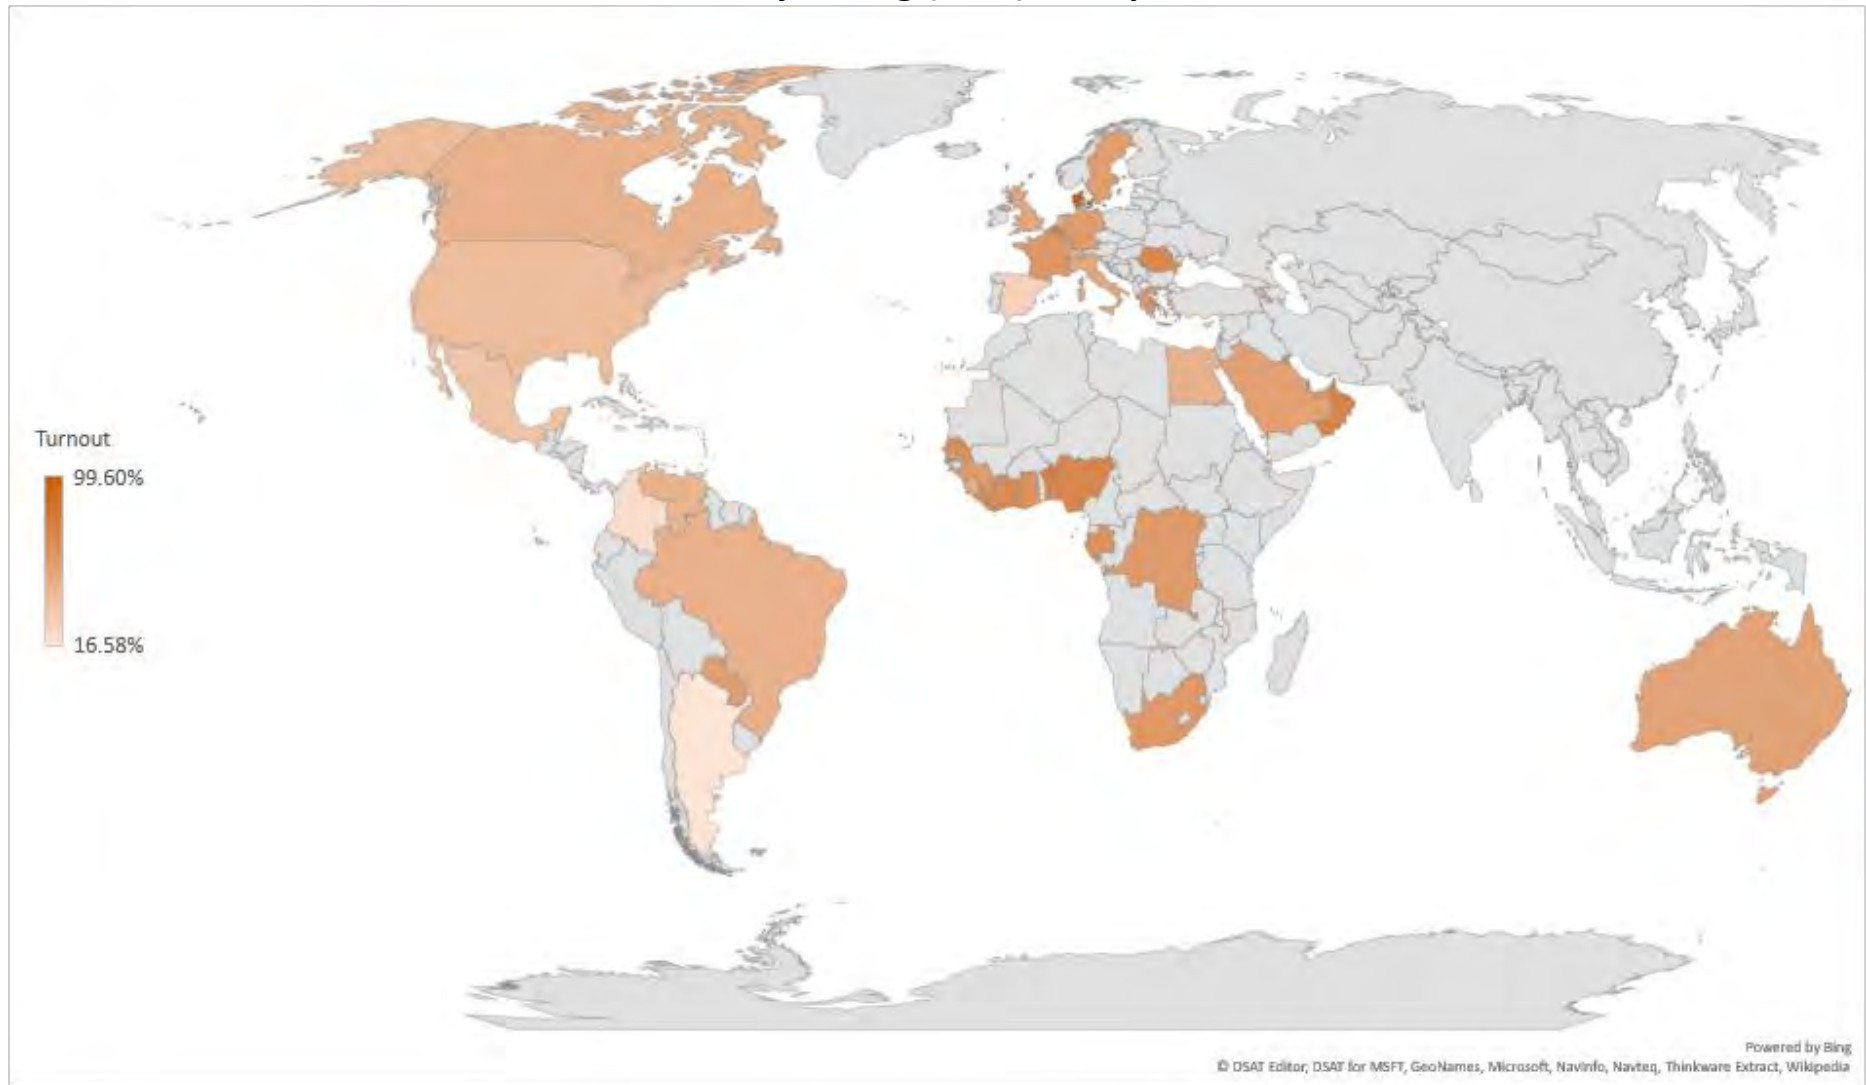 Turnout
99.60%
16.58%
Powered by Bing
© DSAT Editor, DSAT for MSFT, GeoNames, Microsoft, NavInfo, Navteq, Thinkware Extract, Wikipedia